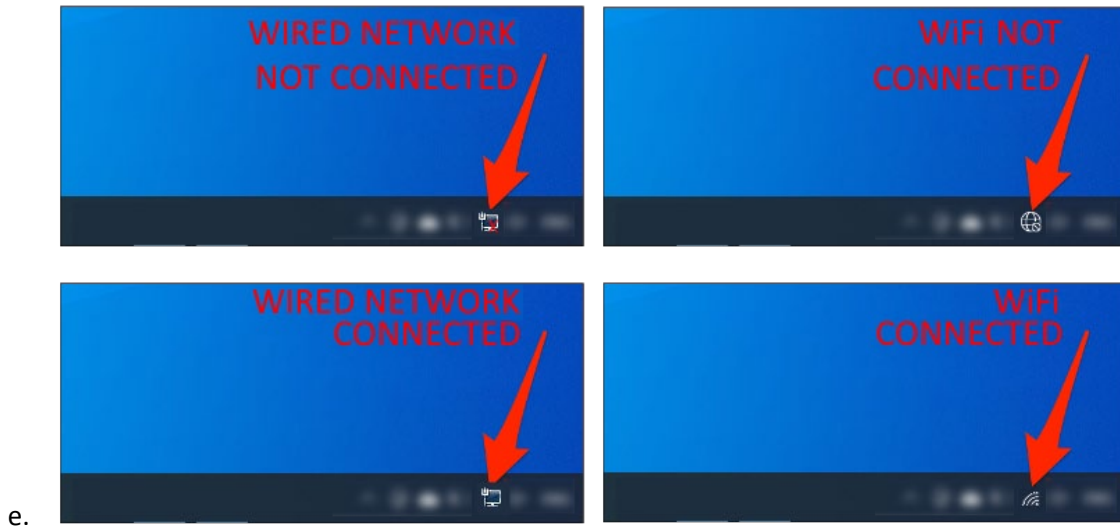 WIRED NETWORK
NOT CONNECTED
WiFi NOT
CONNECTED
WIRED NETWORK
CONNECTED
WiFi
CONNECTED
e.